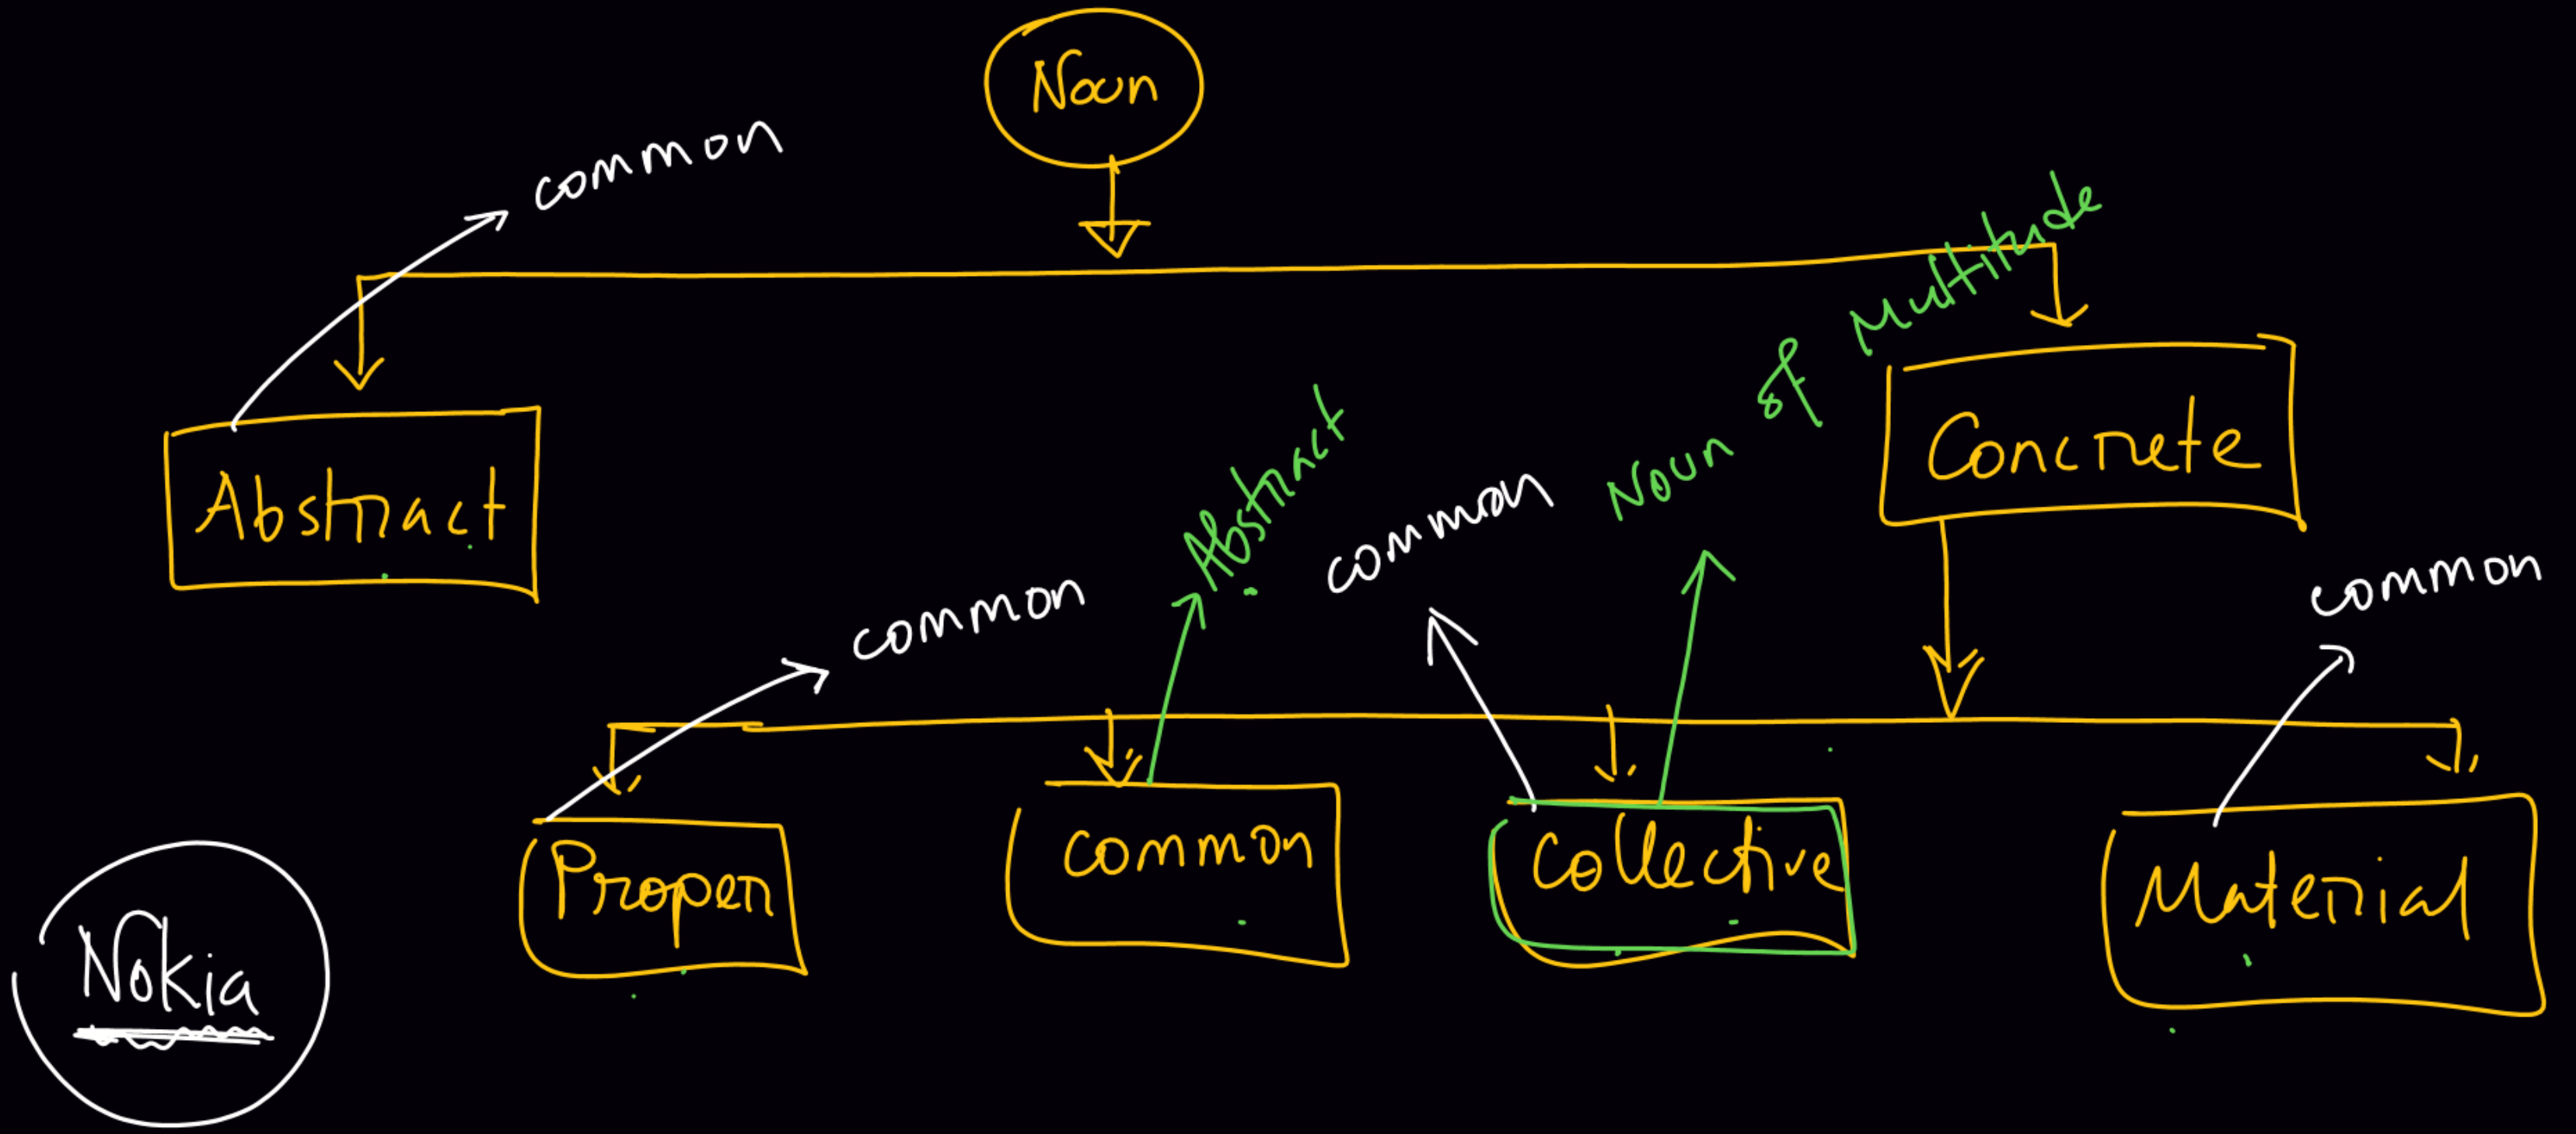 Noun
common
Abstract
Concrete
Noun of Multitude
Abstract
common
common
common
Proper
common
Collective
Material
Nokia